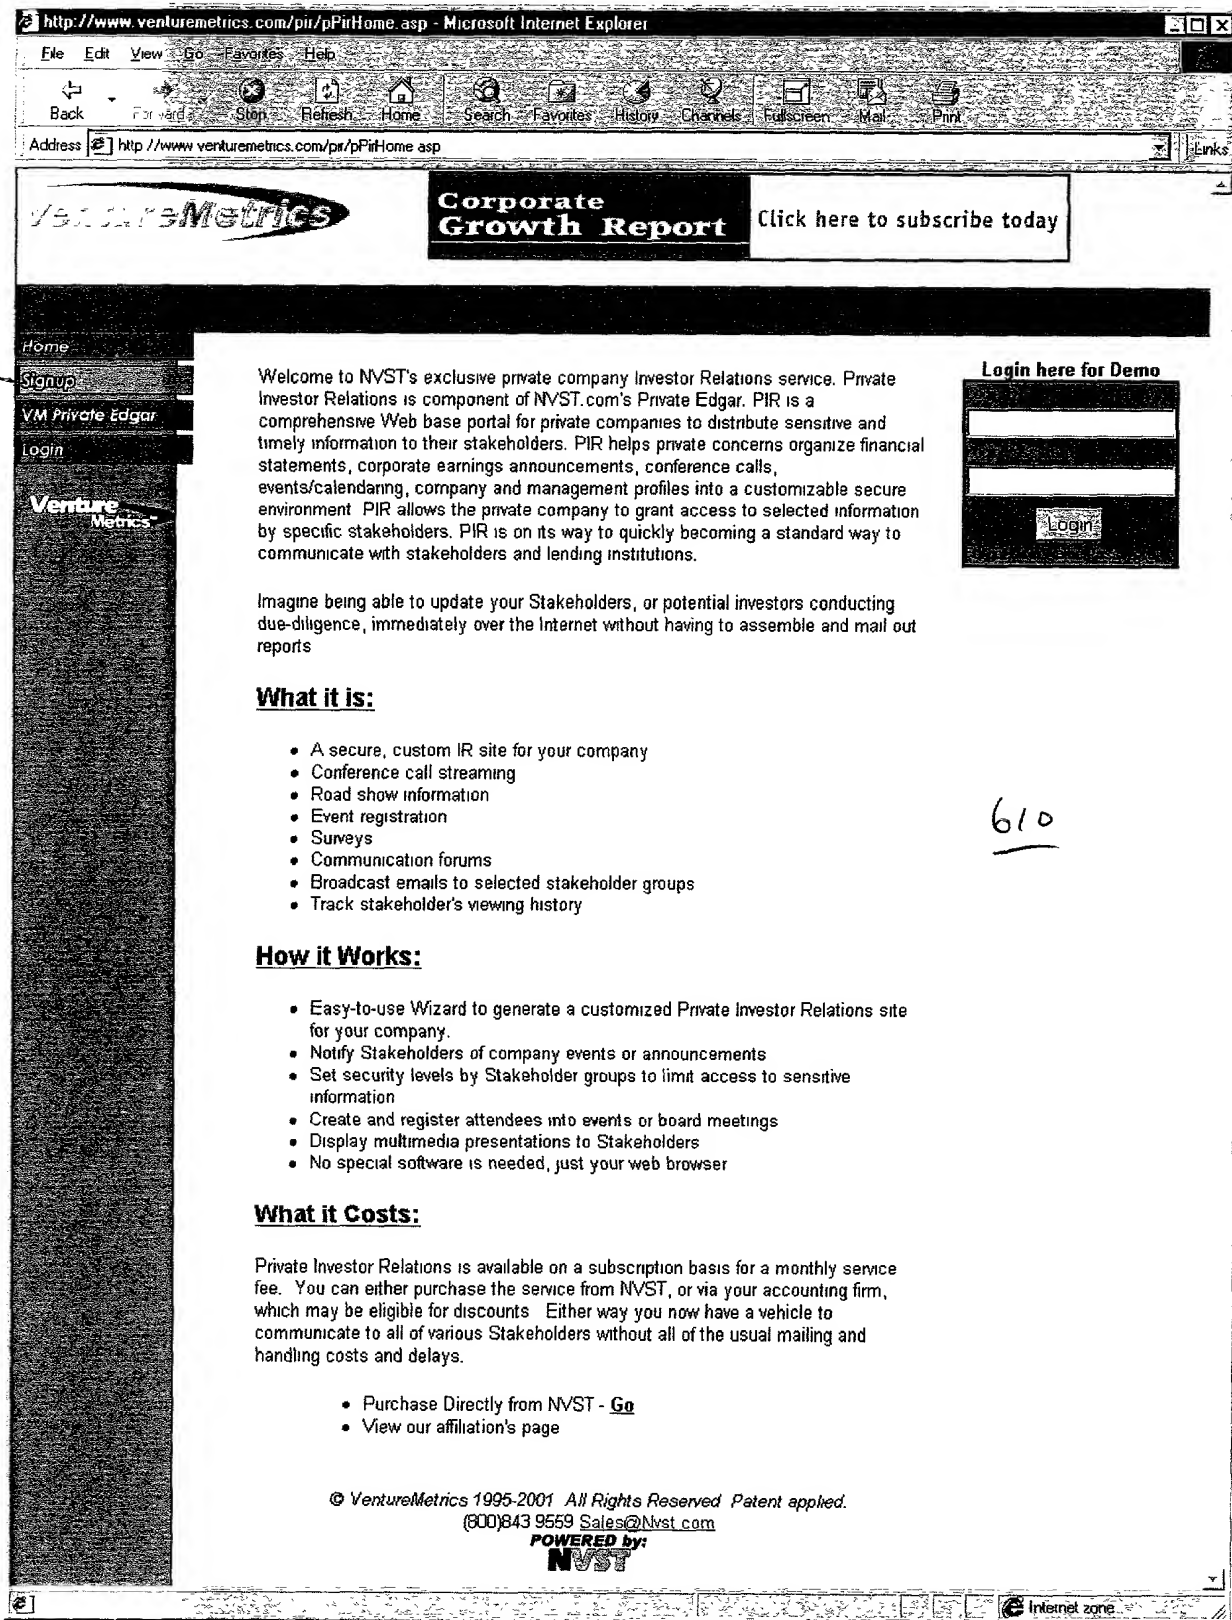 http://www.venturemetrics.com/pir/pPirHome.asp - Microsoft Internet Explorer
File Edit View Go Favorites Help
Back Forward Stop Refresh Home Search Favorites History Channels Fullscreen Mail Print
Address http //www venturemetrics.com/pir/pPirHome asp Links
ventureMetrics
Corporate
Growth Report
Click here to subscribe today
Home
Signup
VM Private Edgar
Login
Venture
Metrics™
Login here for Demo
Login
Welcome to NVST's exclusive private company Investor Relations service. Private
Investor Relations is component of NVST.com's Private Edgar. PIR is a
comprehensive Web base portal for private companies to distribute sensitive and
timely information to their stakeholders. PIR helps private concerns organize financial
statements, corporate earnings announcements, conference calls,
events/calendaring, company and management profiles into a customizable secure
environment PIR allows the private company to grant access to selected information
by specific stakeholders. PIR is on its way to quickly becoming a standard way to
communicate with stakeholders and lending institutions.
Imagine being able to update your Stakeholders, or potential investors conducting
due-diligence, immediately over the Internet without having to assemble and mail out
reports
What it is:
• A secure, custom IR site for your company
• Conference call streaming
• Road show information
• Event registration
• Surveys
• Communication forums
• Broadcast emails to selected stakeholder groups
• Track stakeholder's viewing history
610
How it Works:
• Easy-to-use Wizard to generate a customized Private Investor Relations site
for your company.
• Notify Stakeholders of company events or announcements
• Set security levels by Stakeholder groups to limit access to sensitive
information
• Create and register attendees into events or board meetings
• Display multimedia presentations to Stakeholders
• No special software is needed, just your web browser
What it Costs:
Private Investor Relations is available on a subscription basis for a monthly service
fee. You can either purchase the service from NVST, or via your accounting firm,
which may be eligible for discounts Either way you now have a vehicle to
communicate to all of various Stakeholders without all of the usual mailing and
handling costs and delays.
• Purchase Directly from NVST - Go
• View our affiliation's page
© VentureMetrics 1995-2001 All Rights Reserved Patent applied.
(800)843 9559 Sales@Nvst com
POWERED by:
NVST
Internet zone